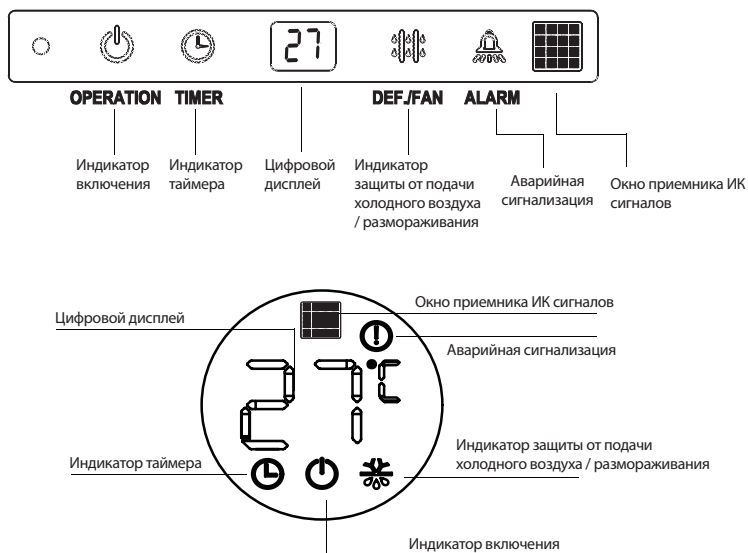 27
OPERATION TIMER DEF./FAN ALARM
Индикатор
включения
Индикатор
таймера
Цифровой
дисплей
Индикатор
защиты от подачи
холодного воздуха
/ размораживания
Аварийная
сигнализация
Окно приемника ИК
сигналов
Окно приемника ИК сигналов
Цифровой дисплей
Аварийная сигнализация
27°C
Индикатор защиты от подачи
холодного воздуха / размораживания
Индикатор таймера
Индикатор включения